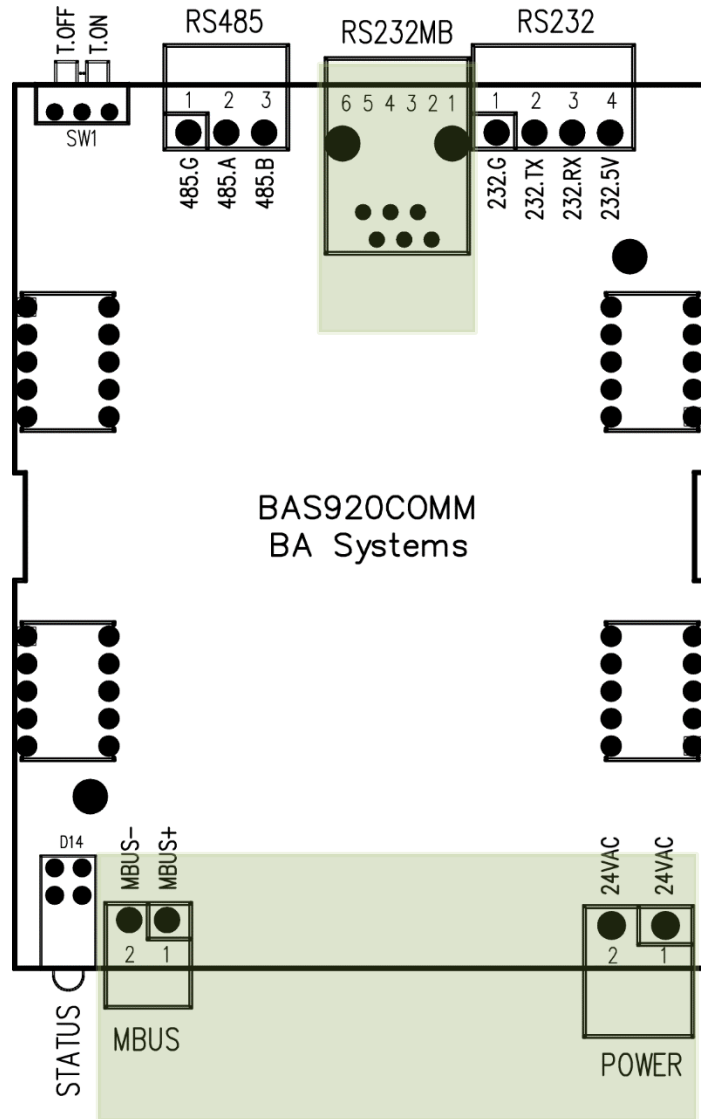 T.OFF
T.ON
SW1
RS485
1 2 3
485.G
485.A
485.B
RS232MB
6 5 4 3 2 1
RS232
1 2 3 4
232.G
232.TX
232.RX
232.5V
BAS920COMM
BA Systems
D14
STATUS
MBUS-
MBUS+
2 1
MBUS
24VAC
24VAC
2 1
POWER